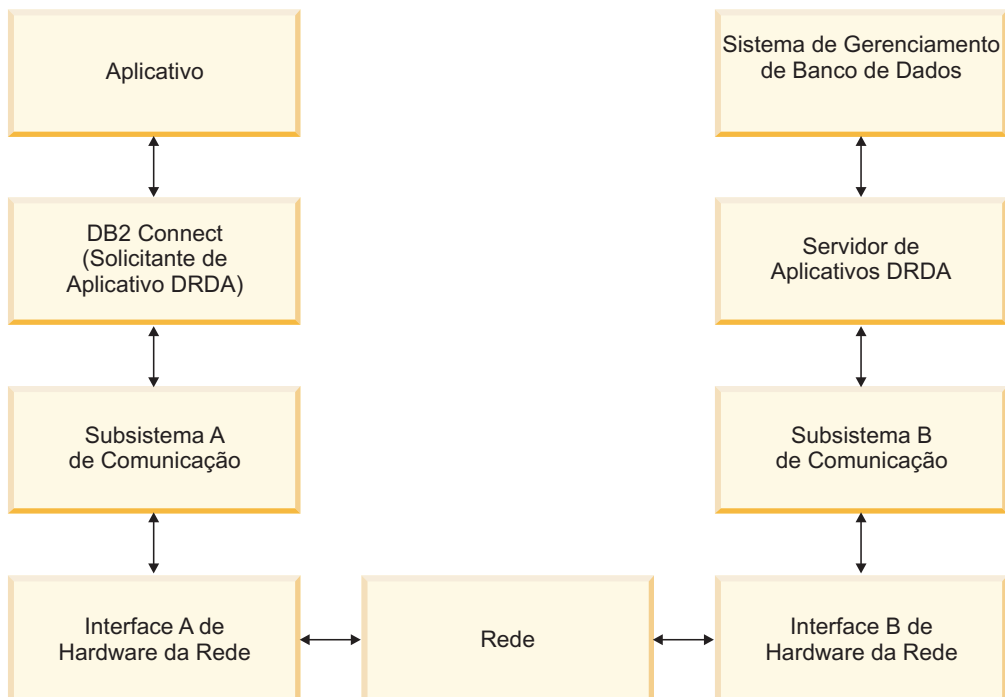 Aplicativo
Sistema de Gerenciamento
de Banco de Dados
DB2 Connect
(Solicitante de
Aplicativo DRDA)
Servidor de
Aplicativos DRDA
Subsistema A
de Comunicação
Subsistema B
de Comunicação
Interface A de
Hardware da Rede
Rede
Interface B de
Hardware da Rede